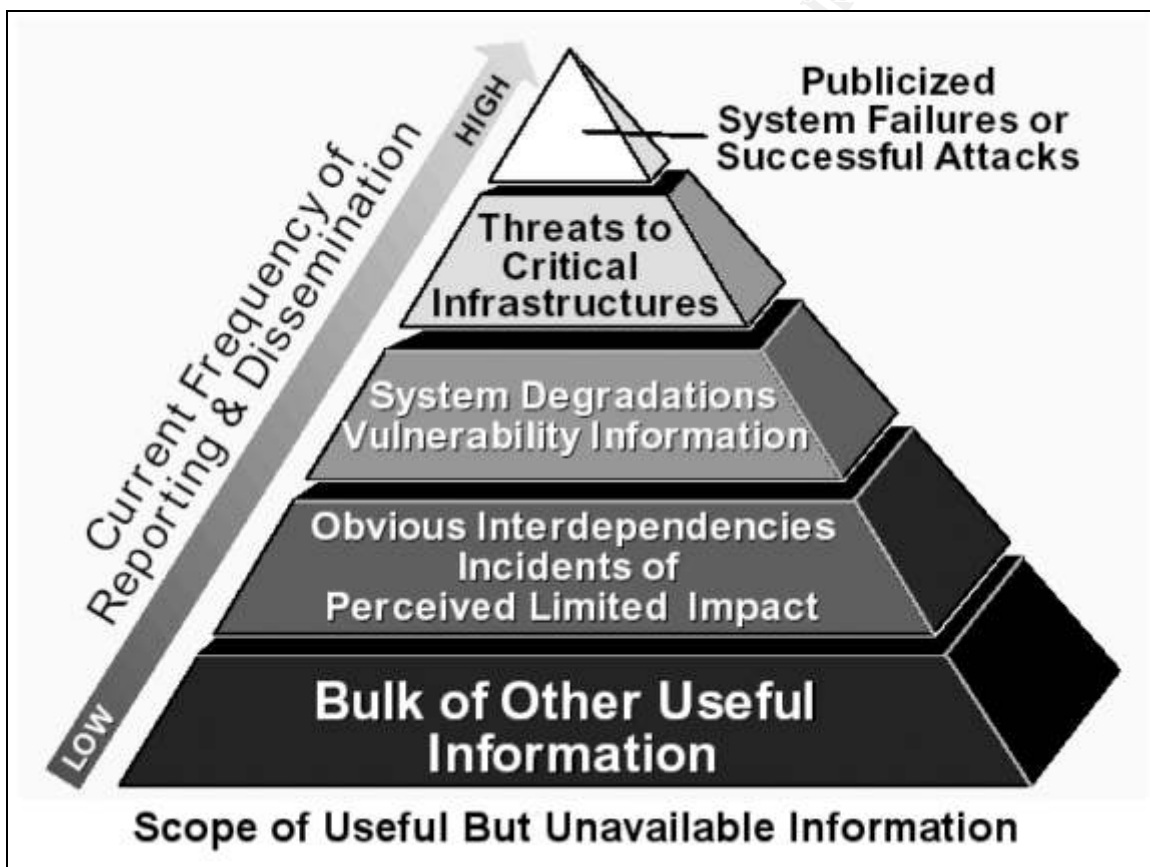 Publicized
System Failures or
Successful Attacks
HIGH
Current Frequency of
Reporting & Dissemination
LOW
Threats to
Critical
Infrastructures
System Degradations
Vulnerability Information
Obvious Interdependencies
Incidents of
Perceived Limited Impact
Bulk of Other Useful
Information
Scope of Useful But Unavailable Information